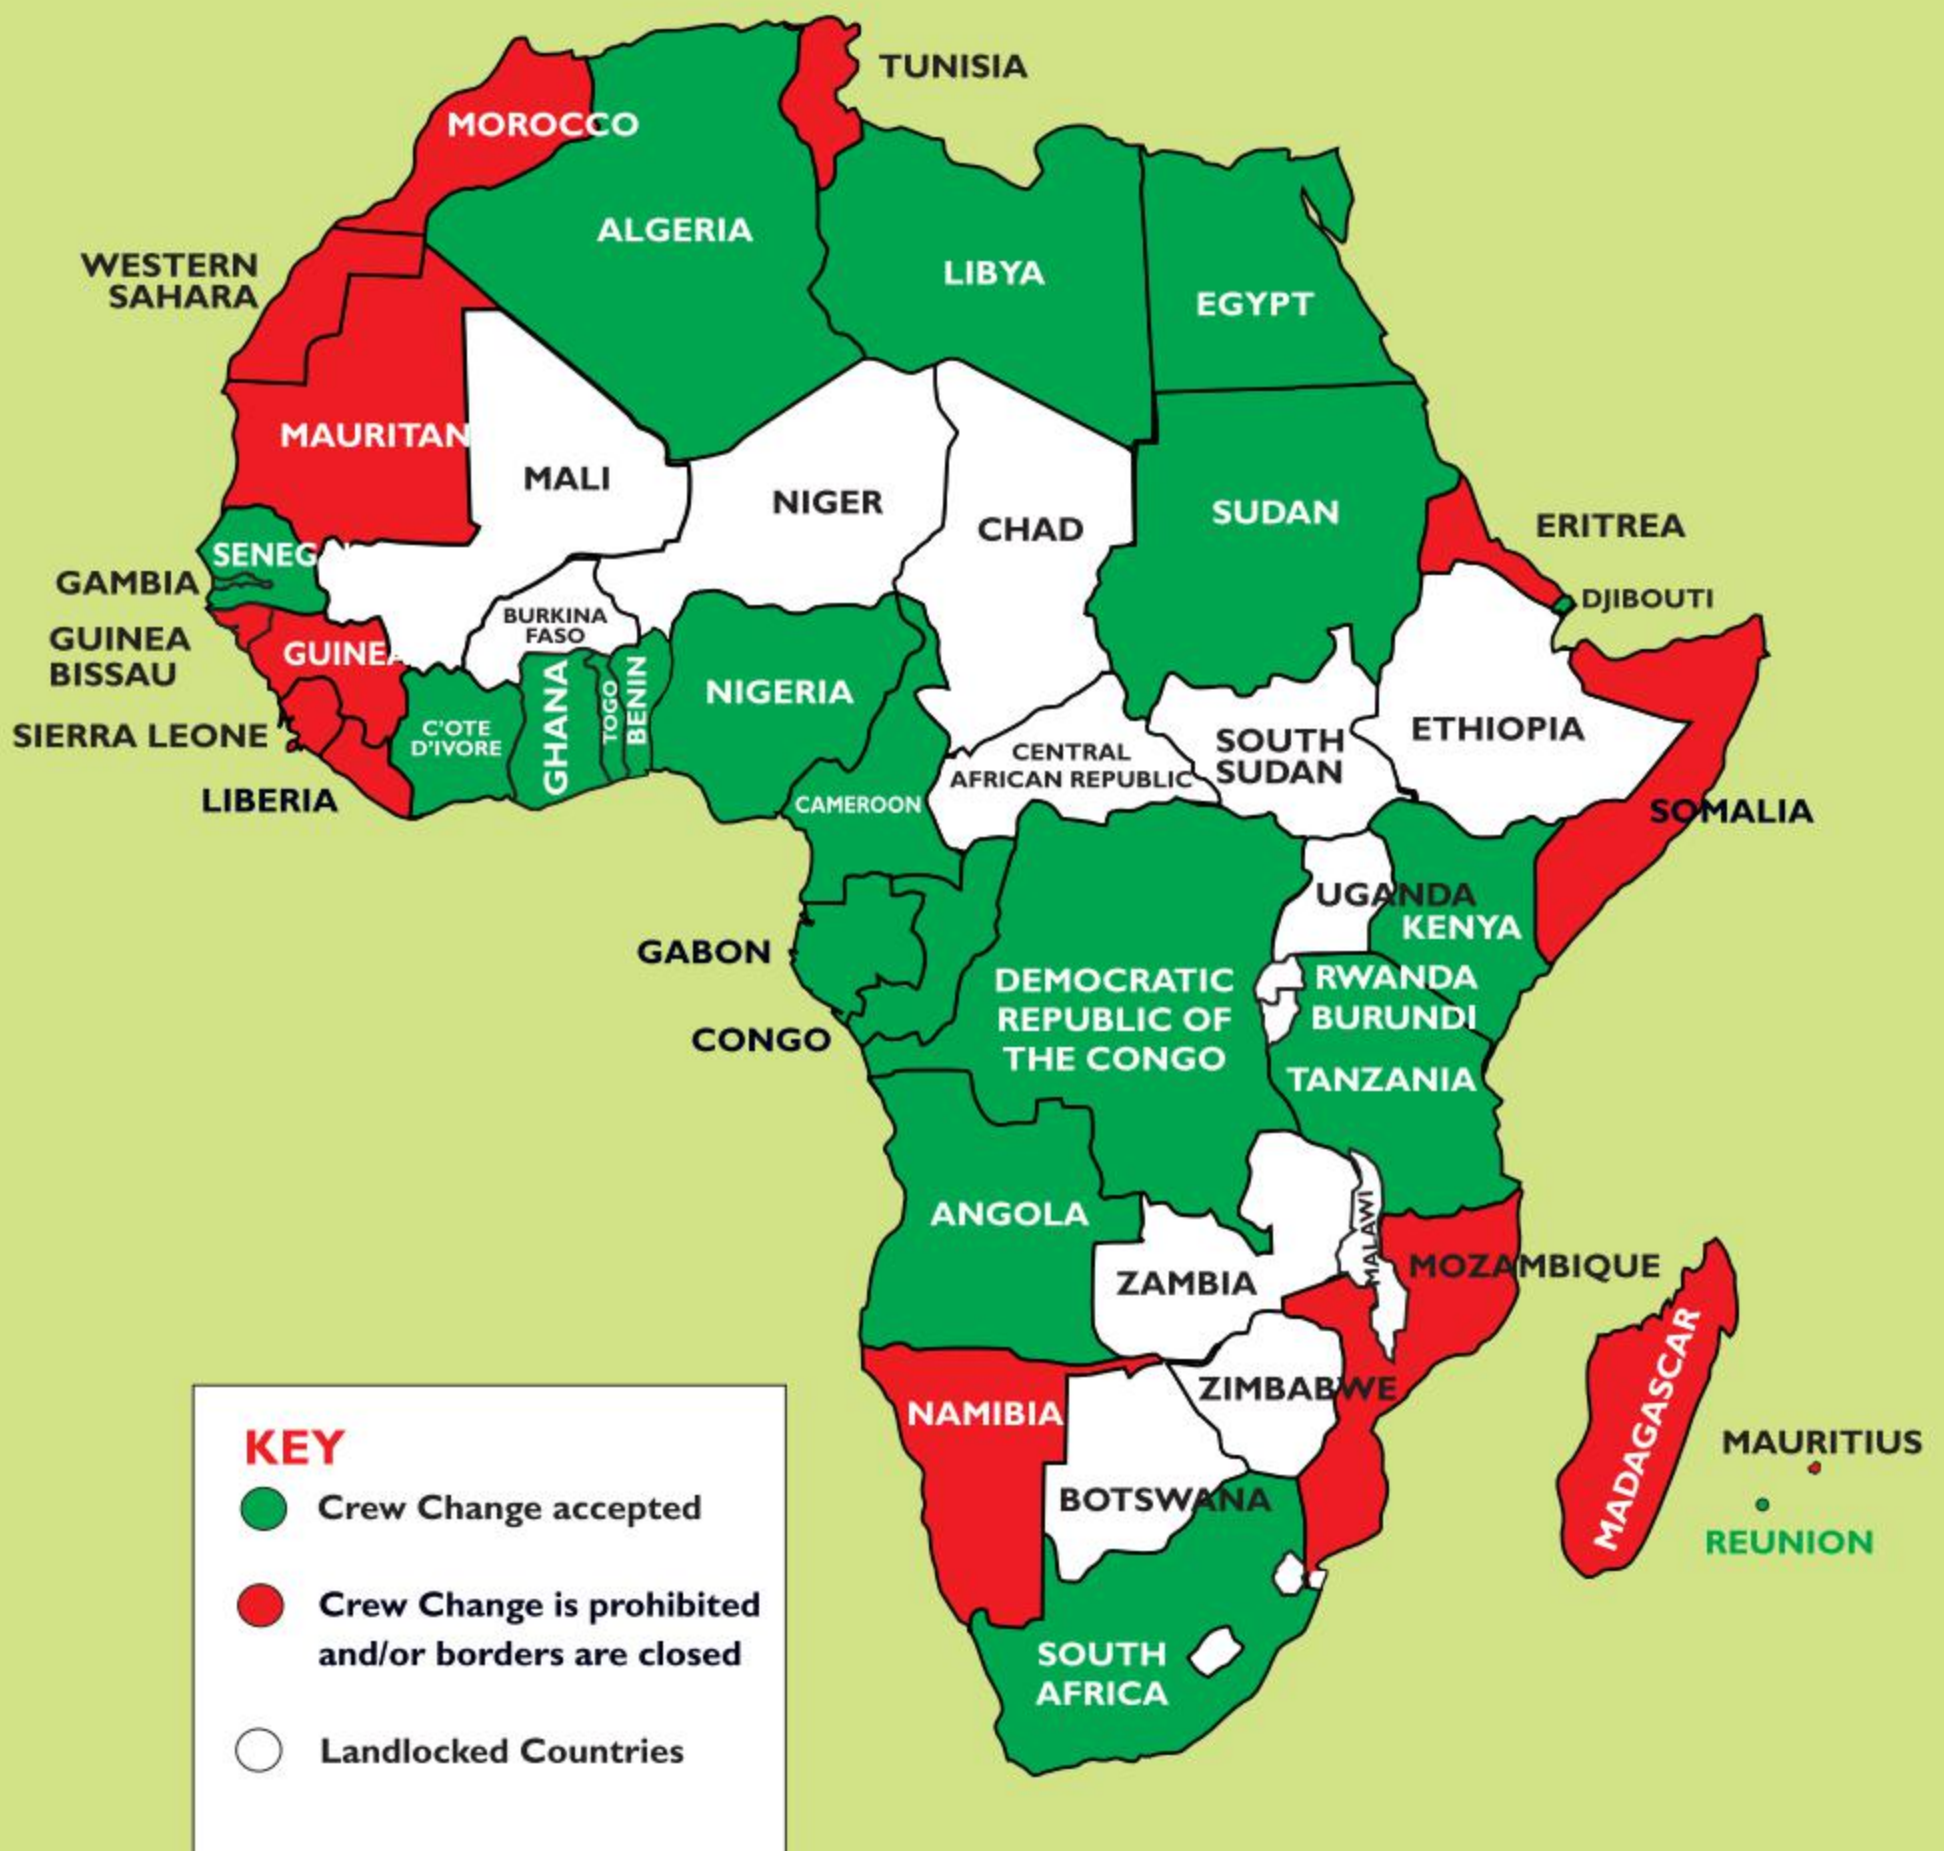 TUNISIA
MOROCCO
ALGERIA
LIBYA
EGYPT
WESTERN
SAHARA
MAURITAN
MALI
NIGER
CHAD
SUDAN
ERITREA
SENEG
GAMBIA
DJIBOUTI
GUINEA
BISSAU
GUINEA
BURKINA
FASO
SIERRA LEONE
C'OTE
D'IVORE
GHANA
TOGO
BENIN
NIGERIA
LIBERIA
CENTRAL
AFRICAN REPUBLIC
SOUTH
SUDAN
ETHIOPIA
SOMALIA
CAMEROON
UGANDA
KENYA
GABON
CONGO
DEMOCRATIC
REPUBLIC OF
THE CONGO
RWANDA
BURUNDI
TANZANIA
ANGOLA
ZAMBIA
MALAWI
MOZAMBIQUE
NAMIBIA
ZIMBABWE
BOTSWANA
MADAGASCAR
MAURITIUS
REUNION
SOUTH
AFRICA
KEY
Crew Change accepted
Crew Change is prohibited
and/or borders are closed
Landlocked Countries